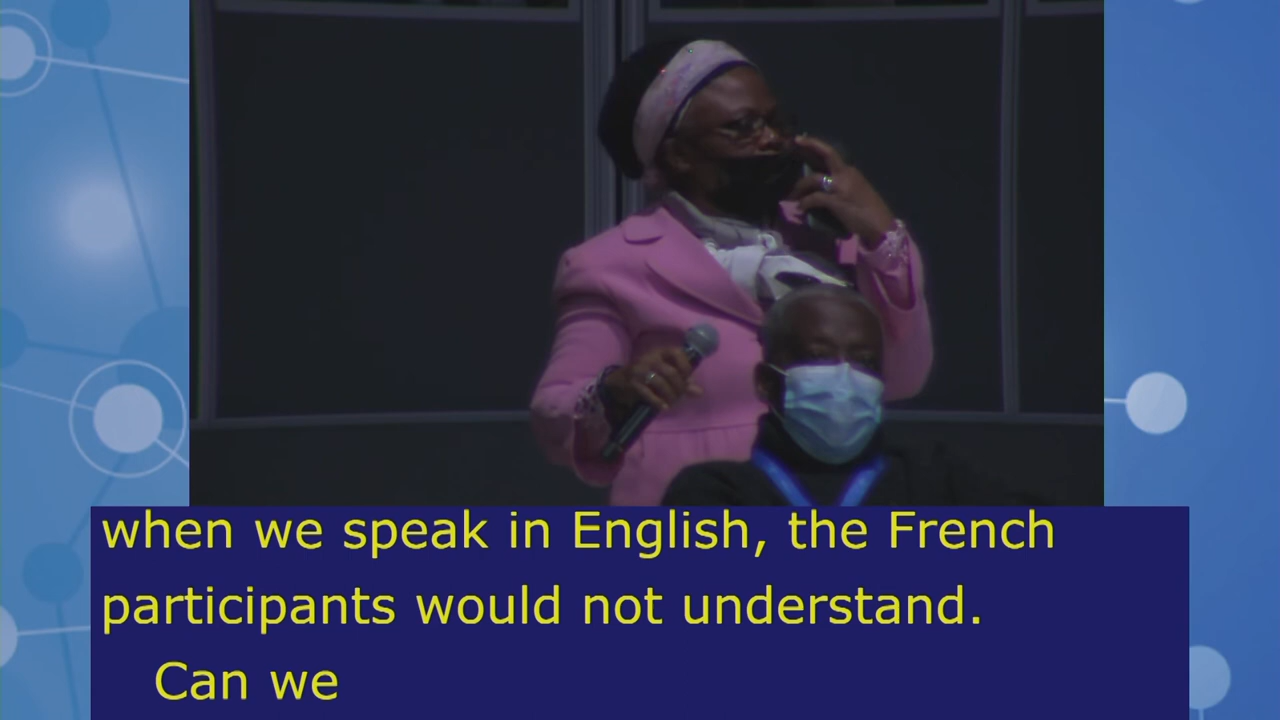 when we speak in English, the French
participants would not understand.
Can we